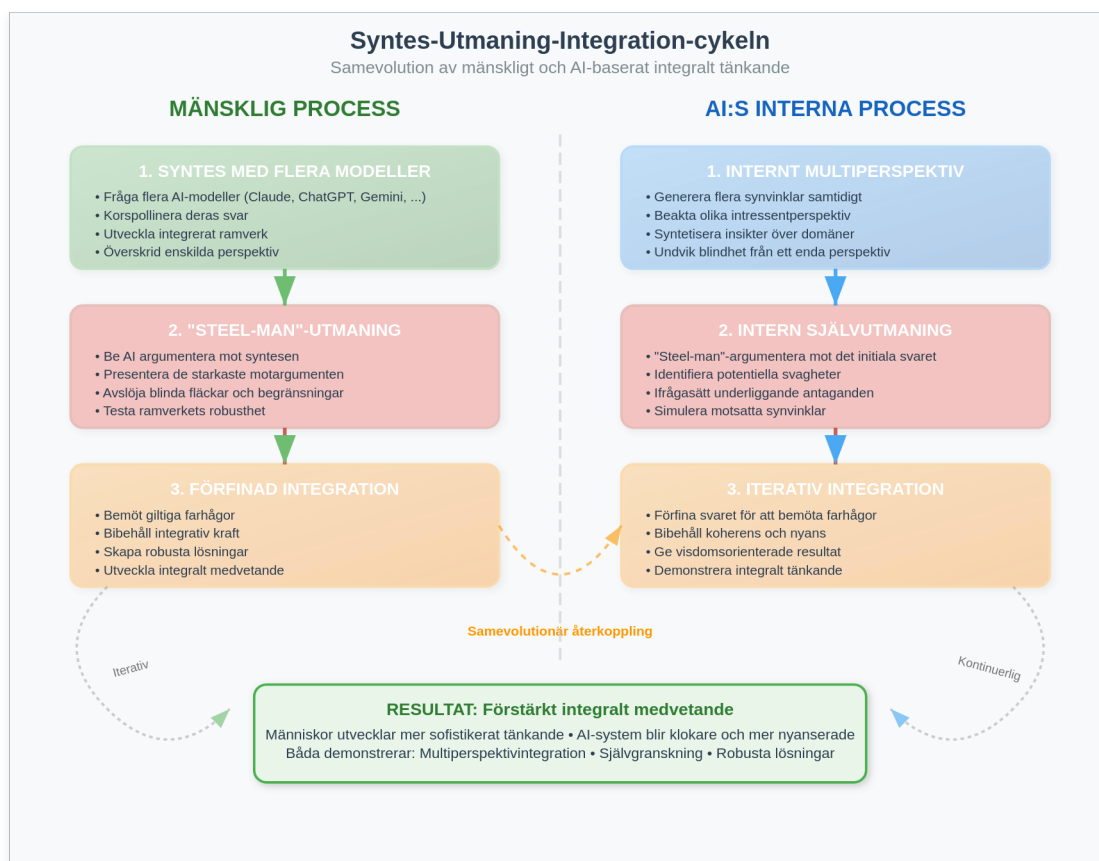 Syntes-Utmaning-Integration-cykeln
Samevolution av mänskligt och AI-baserat integralt tänkande
MÄNSKLIG PROCESS
1. SYNTES MED FLERA MODELLER
• Fråga flera AI-modeller (Claude, ChatGPT, Gemini, ...)
• Korspollinera deras svar
• Utveckla integrerat ramverk
• Överskrid enskilda perspektiv
2. "STEEL-MAN"-UTMANING
• Be AI argumentera mot syntesen
• Presentera de starkaste motargumenten
• Avslöja blinda fläckar och begränsningar
• Testa ramverkets robusthet
3. FÖRFINAD INTEGRATION
• Bemöt giltiga farhågor
• Bibehåll integrativ kraft
• Skapa robusta lösningar
• Utveckla integralt medvetande
AI:S INTERNA PROCESS
1. INTERNT MULTIPERSPEKTIV
• Generera flera synvinklar samtidigt
• Beakta olika intressentperspektiv
• Syntetisera insikter över domäner
• Undvik blindhet från ett enda perspektiv
2. INTERN SJÄLVUTMANING
• "Steel-man"-argumentera mot det initiala svaret
• Identifiera potentiella svagheter
• Ifrågasätt underliggande antaganden
• Simulera motsatta synvinklar
3. ITERATIV INTEGRATION
• Förfina svaret för att bemöta farhågor
• Bibehåll koherens och nyans
• Ge visdomsorienterade resultat
• Demonstrera integralt tänkande
Samevolutionär återkoppling
Iterativ
Kontinuerlig
RESULTAT: Förstärkt integralt medvetande
Människor utvecklar mer sofistikerat tänkande • AI-system blir klokare och mer nyanserade
Båda demonstrerar: Multiperspektivintegration • Självgranskning • Robusta lösningar